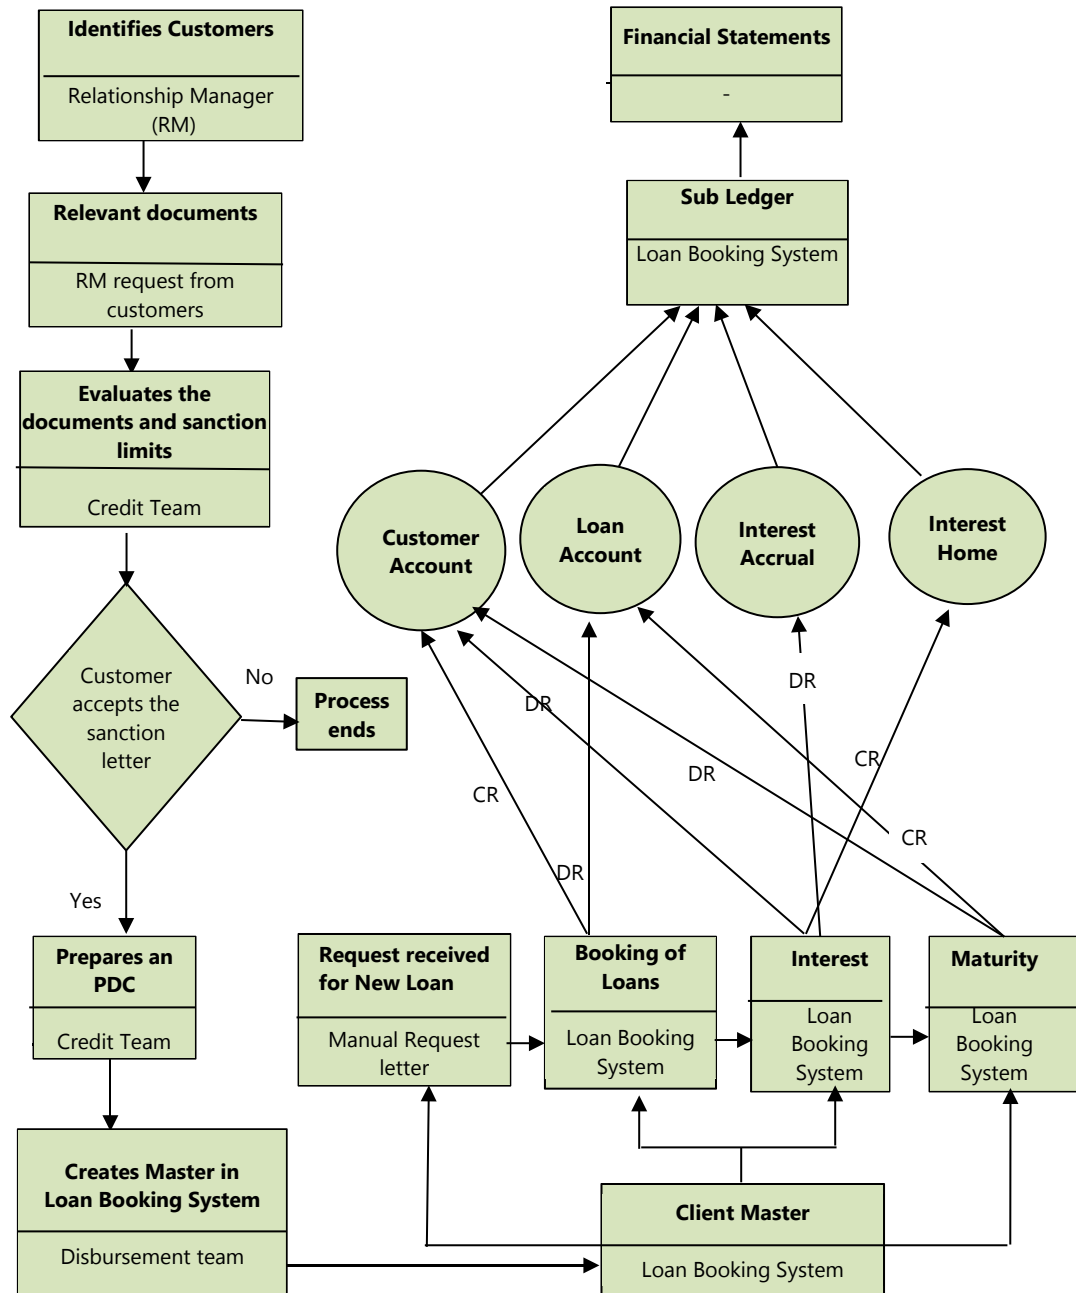 Identifies Customers
Relationship Manager
(RM)
Relevant documents
RM request from
customers
Evaluates the
documents and sanction
limits
Credit Team
Customer
accepts the
sanction
letter
No
Process
ends
Yes
Prepares an
PDC
Credit Team
Creates Master in
Loan Booking System
Disbursement team
Financial Statements
-
Sub Ledger
Loan Booking System
Customer
Account
Loan
Account
Interest
Accrual
Interest
Home
DR
DR
DR
CR
CR
CR
DR
Request received
for New Loan
Manual Request
letter
Booking of
Loans
Loan Booking
System
Interest
Loan
Booking
System
Maturity
Loan
Booking
System
Client Master
Loan Booking System